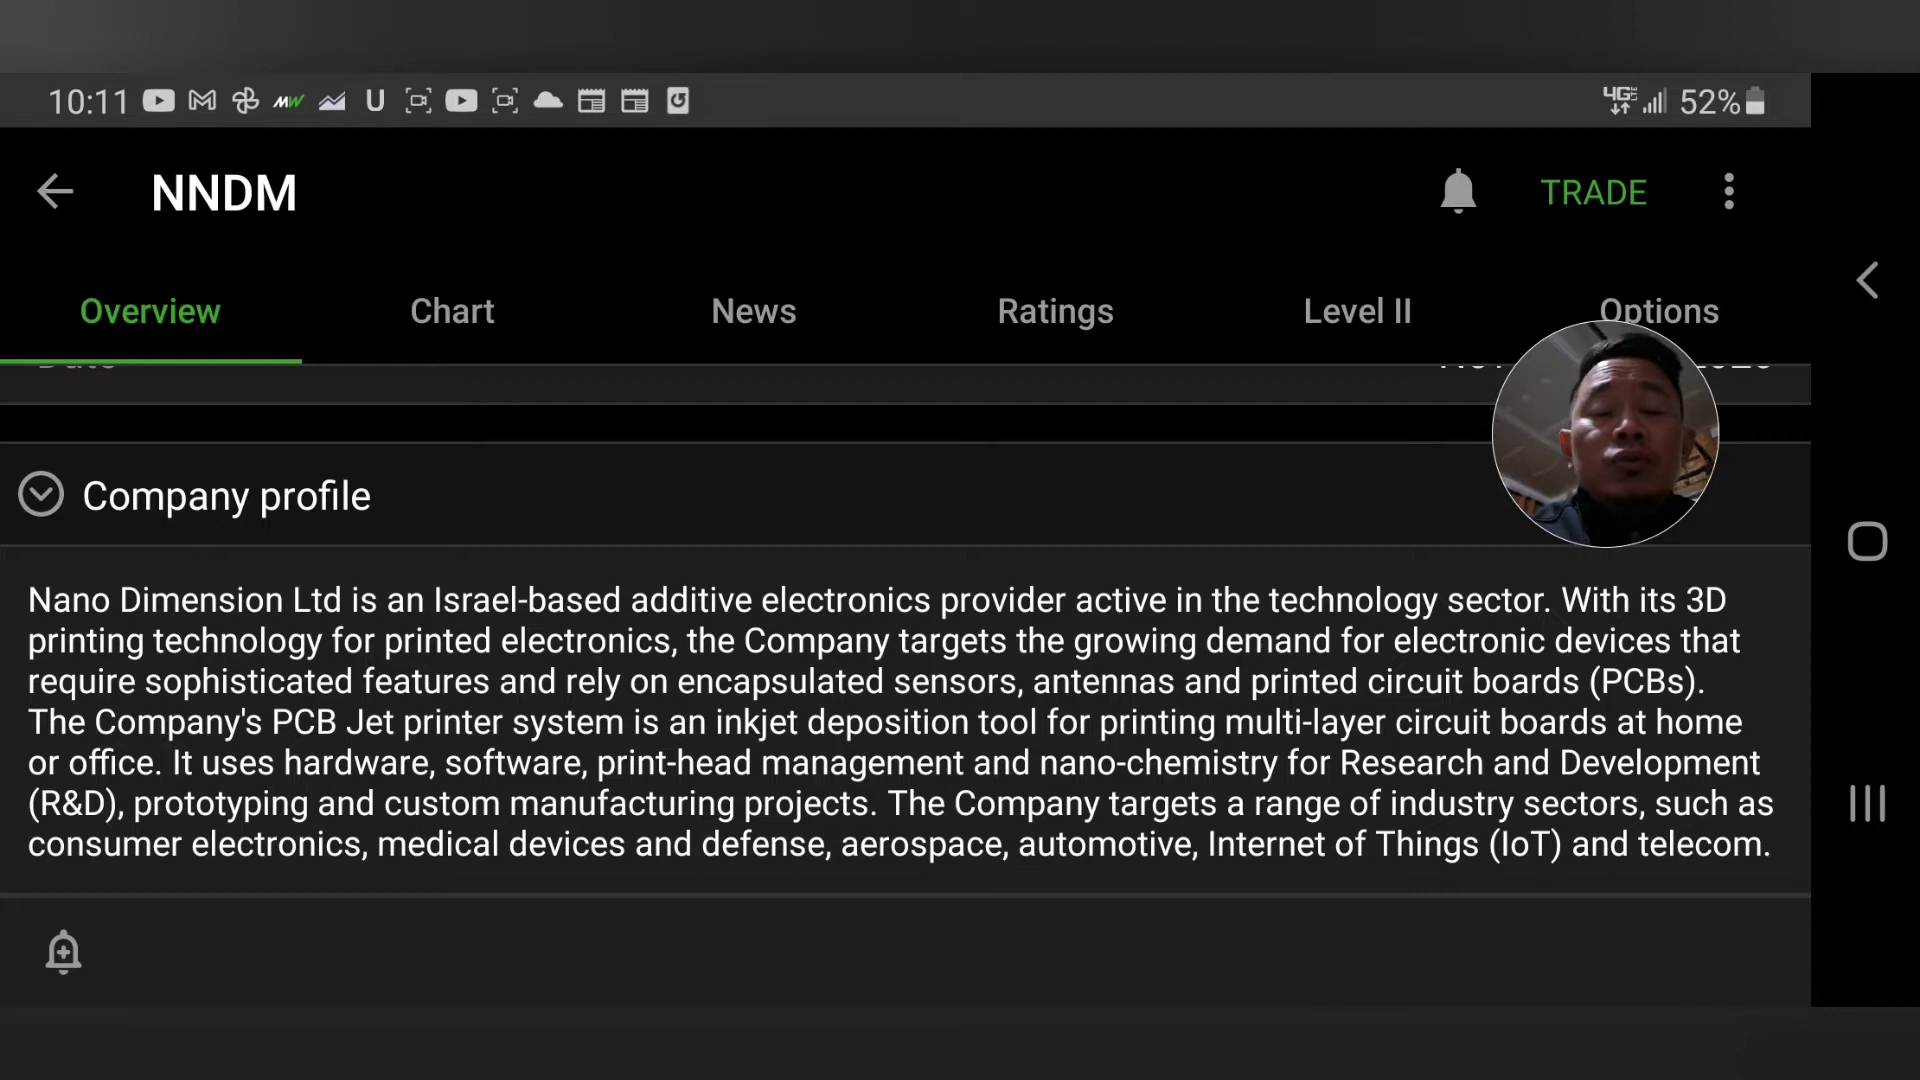 10:11 MW U 4G LTE 52%
NNDM TRADE
Overview Chart News Ratings Level II Options
Company profile
Nano Dimension Ltd is an Israel-based additive electronics provider active in the technology sector. With its 3D
printing technology for printed electronics, the Company targets the growing demand for electronic devices that
require sophisticated features and rely on encapsulated sensors, antennas and printed circuit boards (PCBs).
The Company's PCB Jet printer system is an inkjet deposition tool for printing multi-layer circuit boards at home
or office. It uses hardware, software, print-head management and nano-chemistry for Research and Development
(R&D), prototyping and custom manufacturing projects. The Company targets a range of industry sectors, such as
consumer electronics, medical devices and defense, aerospace, automotive, Internet of Things (IoT) and telecom.